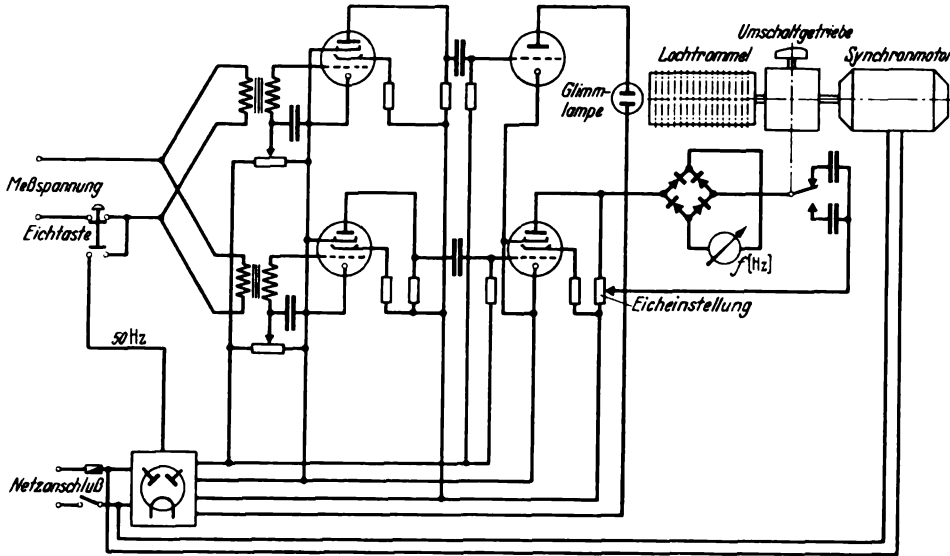 Umschaltgetriebe
Lochtrommel
Synchronmotor
Glimm-
lampe
Meßspannung
Eichtaste
f[Hz]
Eicheinstellung
50Hz
Netzanschluß